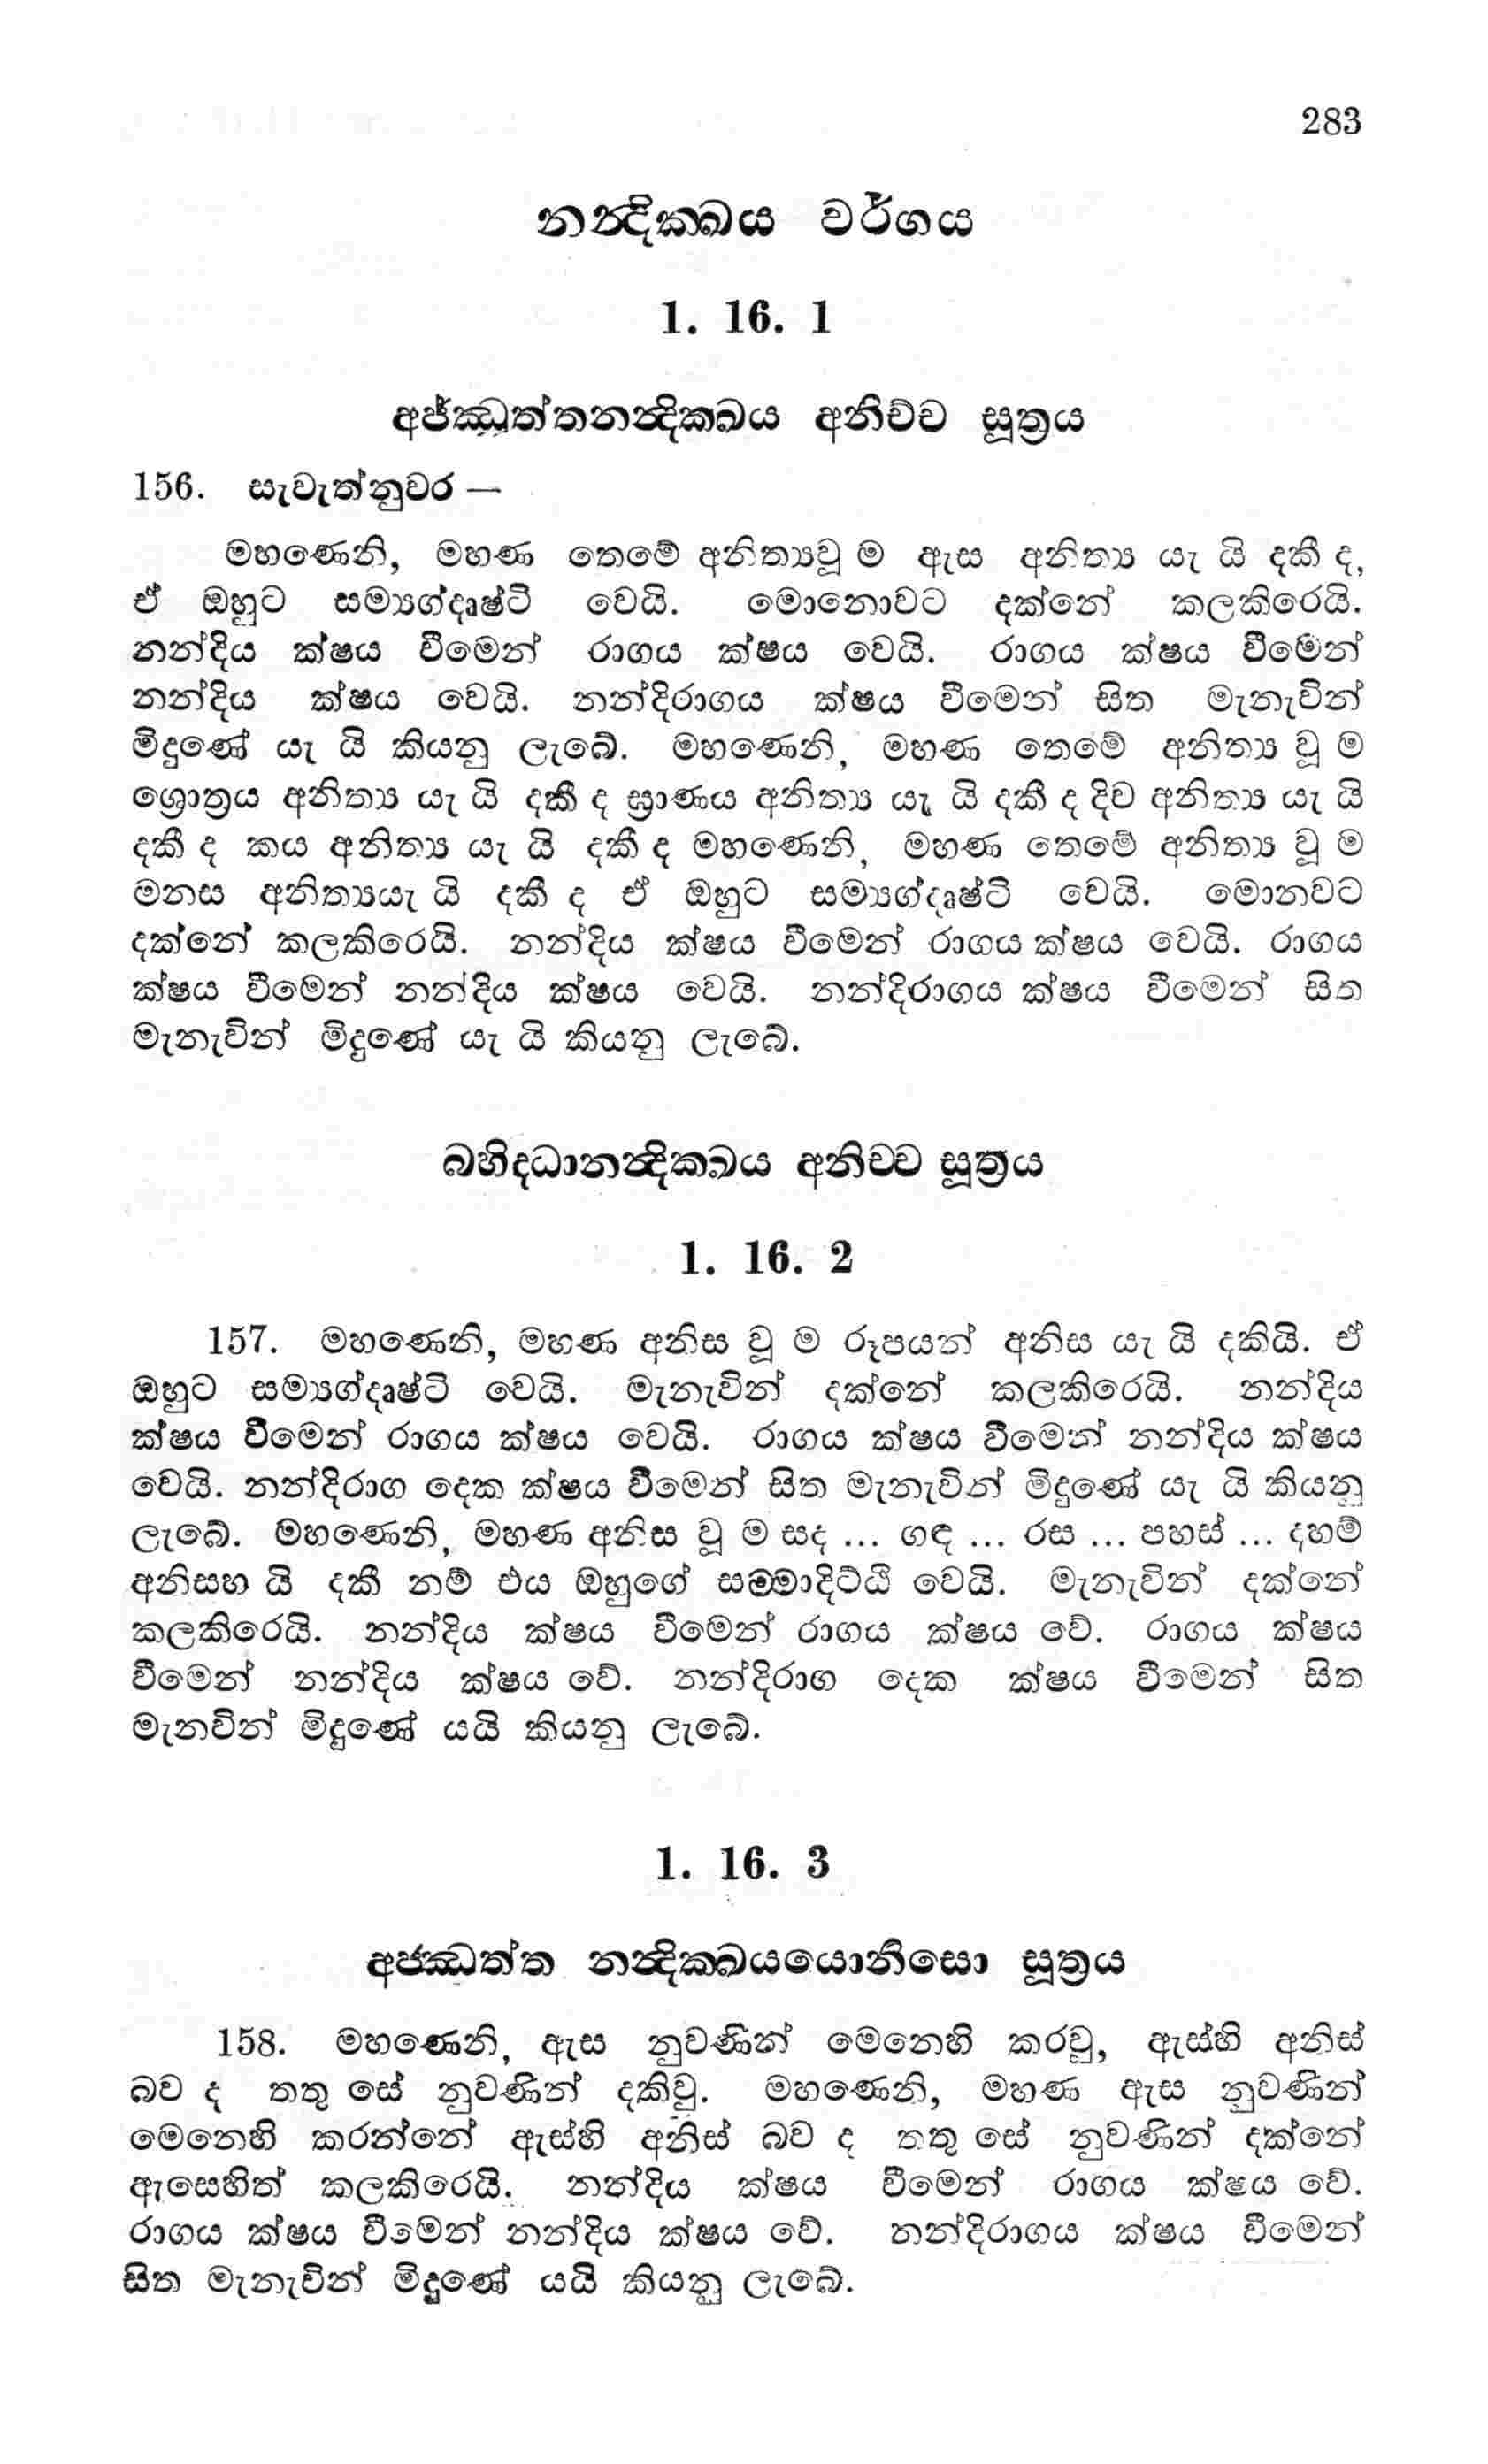 283
නන්‍දික‍්ඛය වර්ගය
1. 16. 1
අජ්ඣත්තනන්‍දික‍්ඛය අනිච්ච සූත්‍රය
156. සැවැත්නුවර —
මහණෙනි, මහණ තෙමේ අනිත්‍යවූ ම ඇස අනිත්‍ය යැ යි දකී ද,
ඒ ඔහුට සම්‍යග්දෘෂ්ටි වෙයි. මොනොවට දක්නේ කලකිරෙයි.
නන්දිය ක්ෂය වීමෙන් රාගය ක්ෂය වෙයි. රාගය ක්ෂය වීමෙන්
නන්දිය ක්ෂය වෙයි. නන්දිරාගය ක්ෂය වීමෙන් සිත මැනැවින්
මිදුණේ යැ යි කියනු ලැබේ. මහණෙනි, මහණ තෙමේ අනිත්‍ය වූ ම
ශ්‍රොත්‍රය අනිත්‍ය යැ යි දකී ද ඝ්‍රාණය අනිත්‍ය යැ යි දකී ද දිව අනිත්‍ය යැ යි
දකී ද කය අනිත්‍ය යැ යි දකී ද මහණෙනි, මහණ තෙමේ අනිත්‍ය වූ ම
මනස අනිත්‍යයැ යි දකී ද ඒ ඔහුට සම්‍යග්දෘෂ්ටි වෙයි. මොනවට
දක්නේ කලකිරෙයි. නන්දිය ක්ෂය වීමෙන් රාගය ක්ෂය වෙයි. රාගය
ක්ෂය වීමෙන් නන්දිය ක්ෂය වෙයි. නන්දිරාගය ක්ෂය වීමෙන් සිත
මැනැවින් මිදුණේ යැ යි කියනු ලැබේ.
බහිද‍්ධානන්‍දික‍්ඛය අනිච‍්ච සූත්‍රය
1. 16. 2
157. මහණෙනි, මහණ අනිස වූ ම රූපයන් අනිස යැ යි දකියි. ඒ
ඔහුට සම්‍යග්දෘෂ්ටි වෙයි. මැනැවින් දක්නේ කලකිරෙයි. නන්දිය
ක්ෂය වීමෙන් රාගය ක්ෂය වෙයි. රාගය ක්ෂය වීමෙන් නන්දිය ක්ෂය
වෙයි. නන්දිරාග දෙක ක්ෂය වීමෙන් සිත මැනැවින් මිදුණේ යැ යි කියනු
ලැබේ. මහණෙනි, මහණ අනිස වූ ම සද ... ගඳ ... රස ... පහස් ... දහම්
අනිසහ යි දකී නම් එය ඔහුගේ සම‍්මාදිට්ඨි වෙයි. මැනැවින් දක්නේ
කලකිරෙයි. නන්දිය ක්ෂය වීමෙන් රාගය ක්ෂය වේ. රාගය ක්ෂය
වීමෙන් නන්දිය ක්ෂය වේ. නන්දිරාග දෙක ක්ෂය වීමෙන් සිත
මැනවින් මිදුණේ යයි කියනු ලැබේ.
1. 16. 3
අජ‍්ඣත්ත නන්‍දික‍්ඛයයොනිසො සූත්‍රය
158. මහණෙනි, ඇස නුවණින් මෙනෙහි කරවු, ඇස්හි අනිස්
බව ද තතු සේ නුවණින් දකිවු. මහණෙනි, මහණ ඇස නුවණින්
මෙනෙහි කරන්නේ ඇස්හි අනිස් බව ද තතු සේ නුවණින් දක්නේ
ඇසෙහිත් කලකිරෙයි. නන්දිය ක්ෂය වීමෙන් රාගය ක්ෂය වේ.
රාගය ක්ෂය වීමෙන් නන්දිය ක්ෂය වේ. නන්දිරාගය ක්ෂය වීමෙන්
සිත මැනැවින් මිදුණේ යයි කියනු ලැබේ.